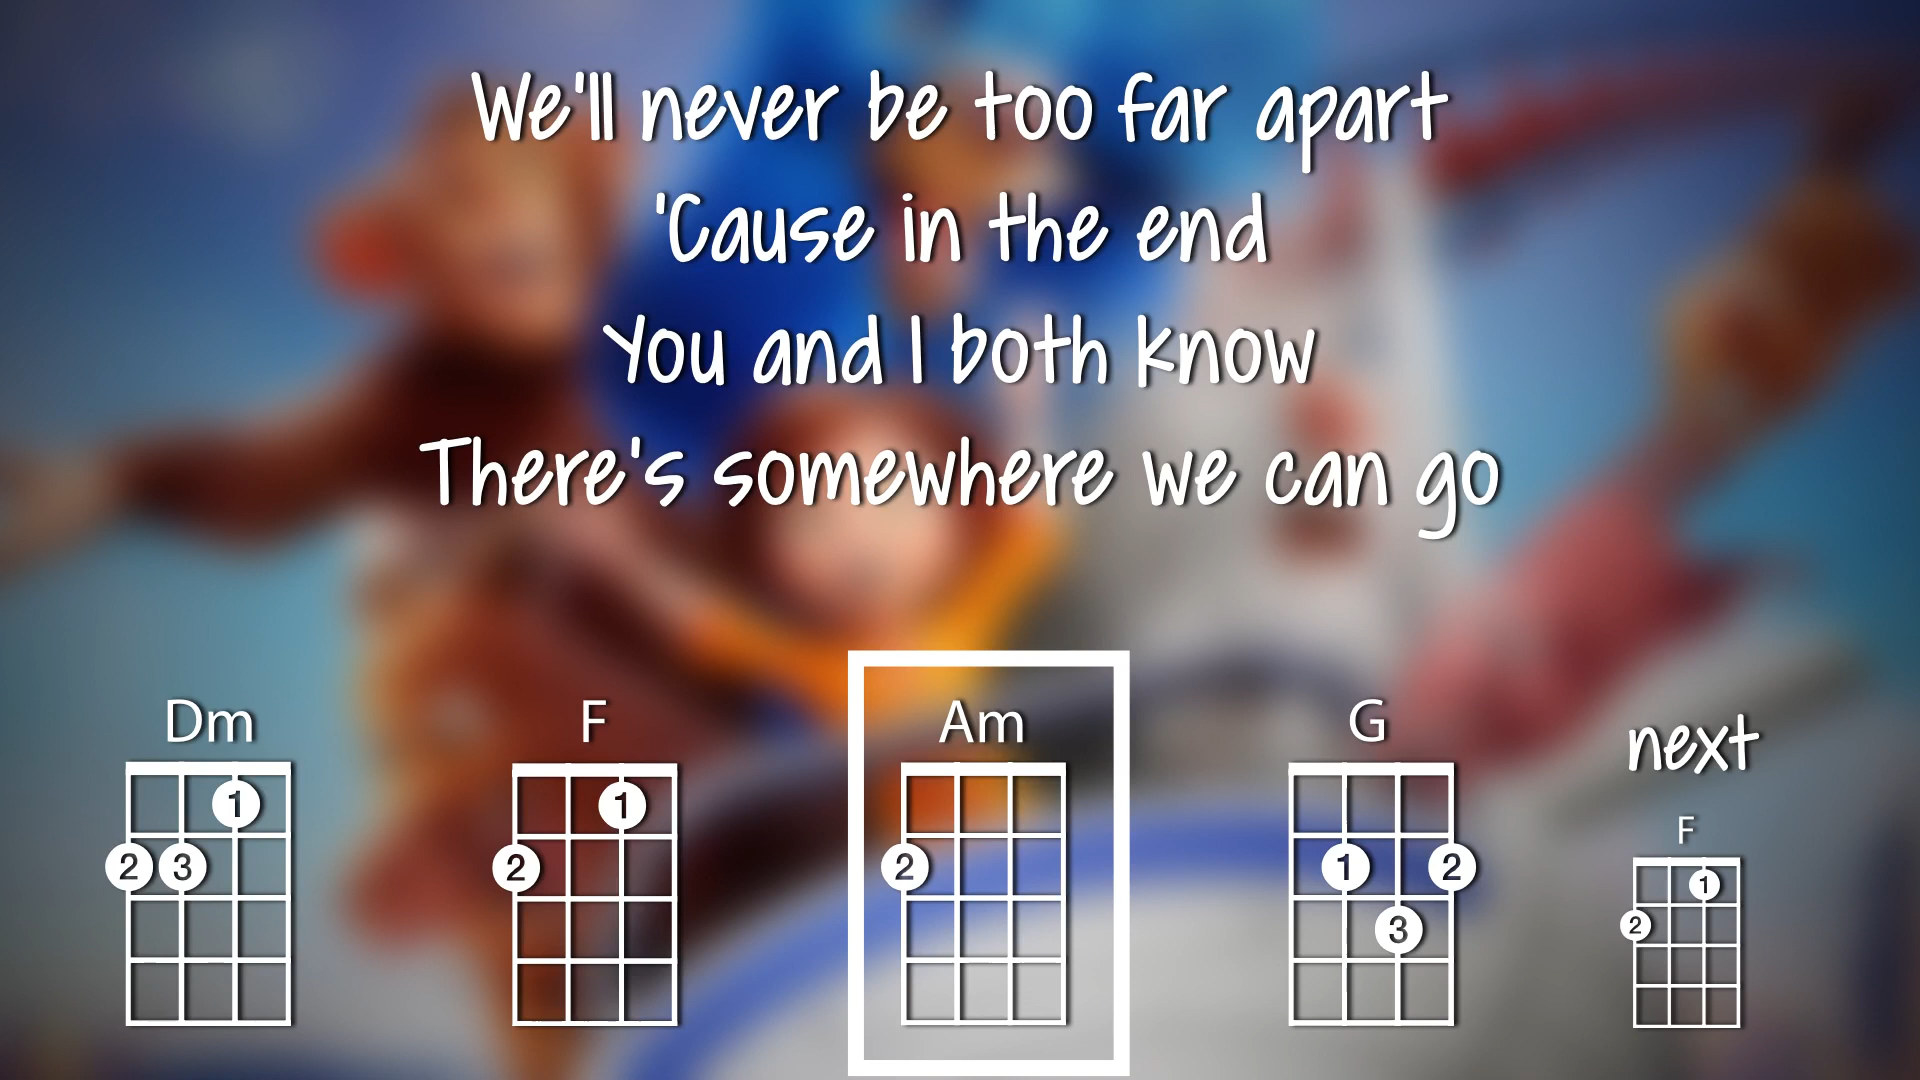 We'll never be too far apart
'Cause in the end
You and I both know
There's somewhere we can go
Dm
F
Am
G
next
F
1
2 3
1
2
2
1 2
3
1
2